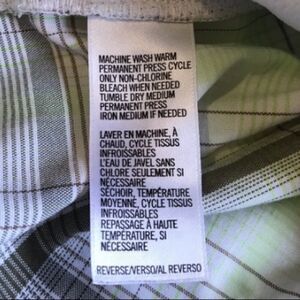 MACHINE WASH WARM
PERMANENT PRESS CYCLE
ONLY NON-CHLORINE
BLEACH WHEN NEEDED
TUMBLE DRY MEDIUM
PERMANENT PRESS
IRON MEDIUM IF NEEDED
LAVER EN MACHINE, À
CHAUD, CYCLE TISSUS
INFROISSABLES
L'EAU DE JAVEL SANS
CHLORE SEULEMENT SI
NÉCESSAIRE
SÉCHOIR, TEMPÉRATURE
MOYENNE, CYCLE TISSUS
INFROISSABLES
REPASSAGE À HAUTE
TEMPÉRATURE, SI
NÉCESSAIRE
REVERSE/VERSO/AL REVERSO